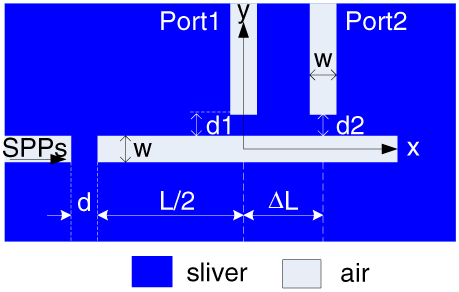 Port1 y Port2
w
d1 d2
SPPs w x
d L/2 ΔL
sliver air